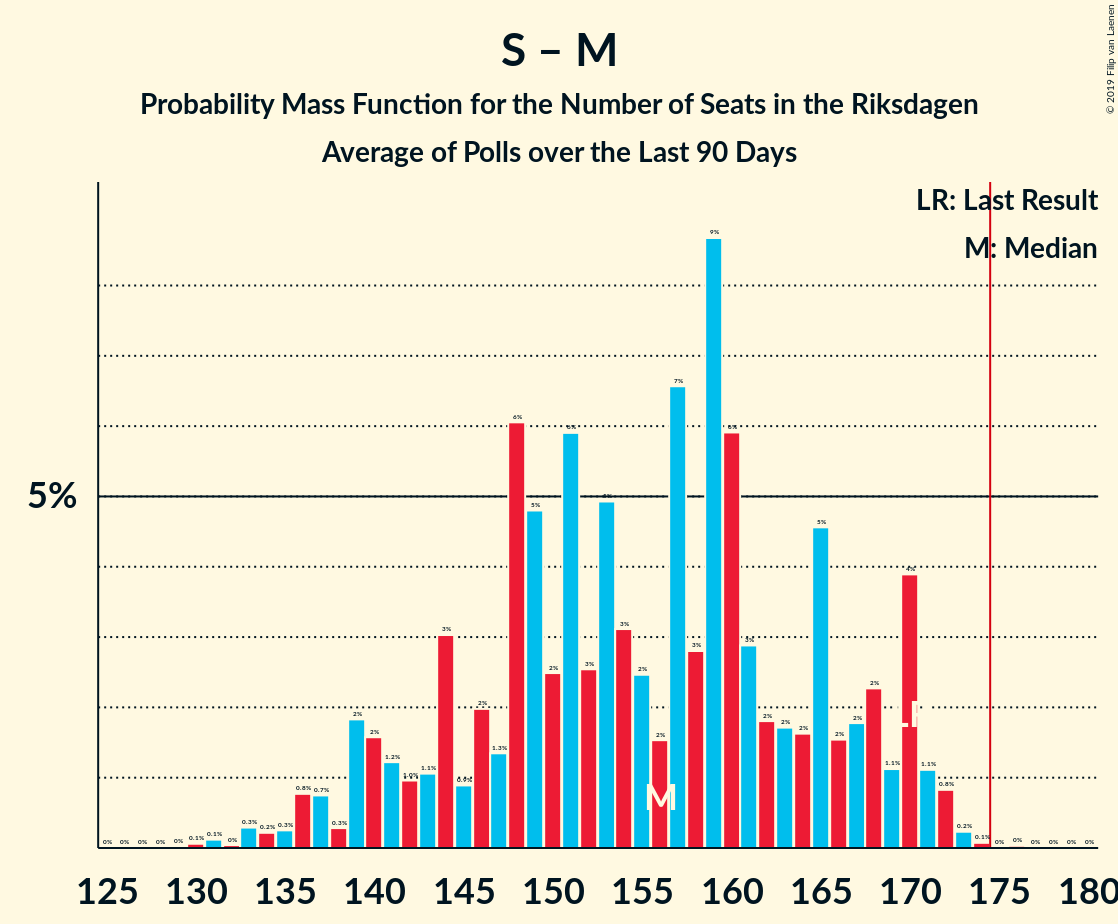 S – M
Probability Mass Function for the Number of Seats in the Riksdagen
Average of Polls over the Last 90 Days
© 2019 Filip van Laenen
LR: Last Result
M: Median
5%
0% 0% 0% 0% 0% 0.1% 0.1% 0% 0.3% 0.2% 0.3% 0.8% 0.7% 0.3% 2% 2% 1.2% 1.0% 1.1% 3% 0.9% 2% 1.3% 6% 5% 2% 6% 3% 5% 3% 2% 2% 7% 3% 9% 6% 3% 2% 2% 2% 5% 2% 2% 2% 1.1% 4% 1.1% 0.8% 0.2% 0.1% 0% 0% 0% 0% 0% 0%
M
125 130 135 140 145 150 155 160 165 170 175 180